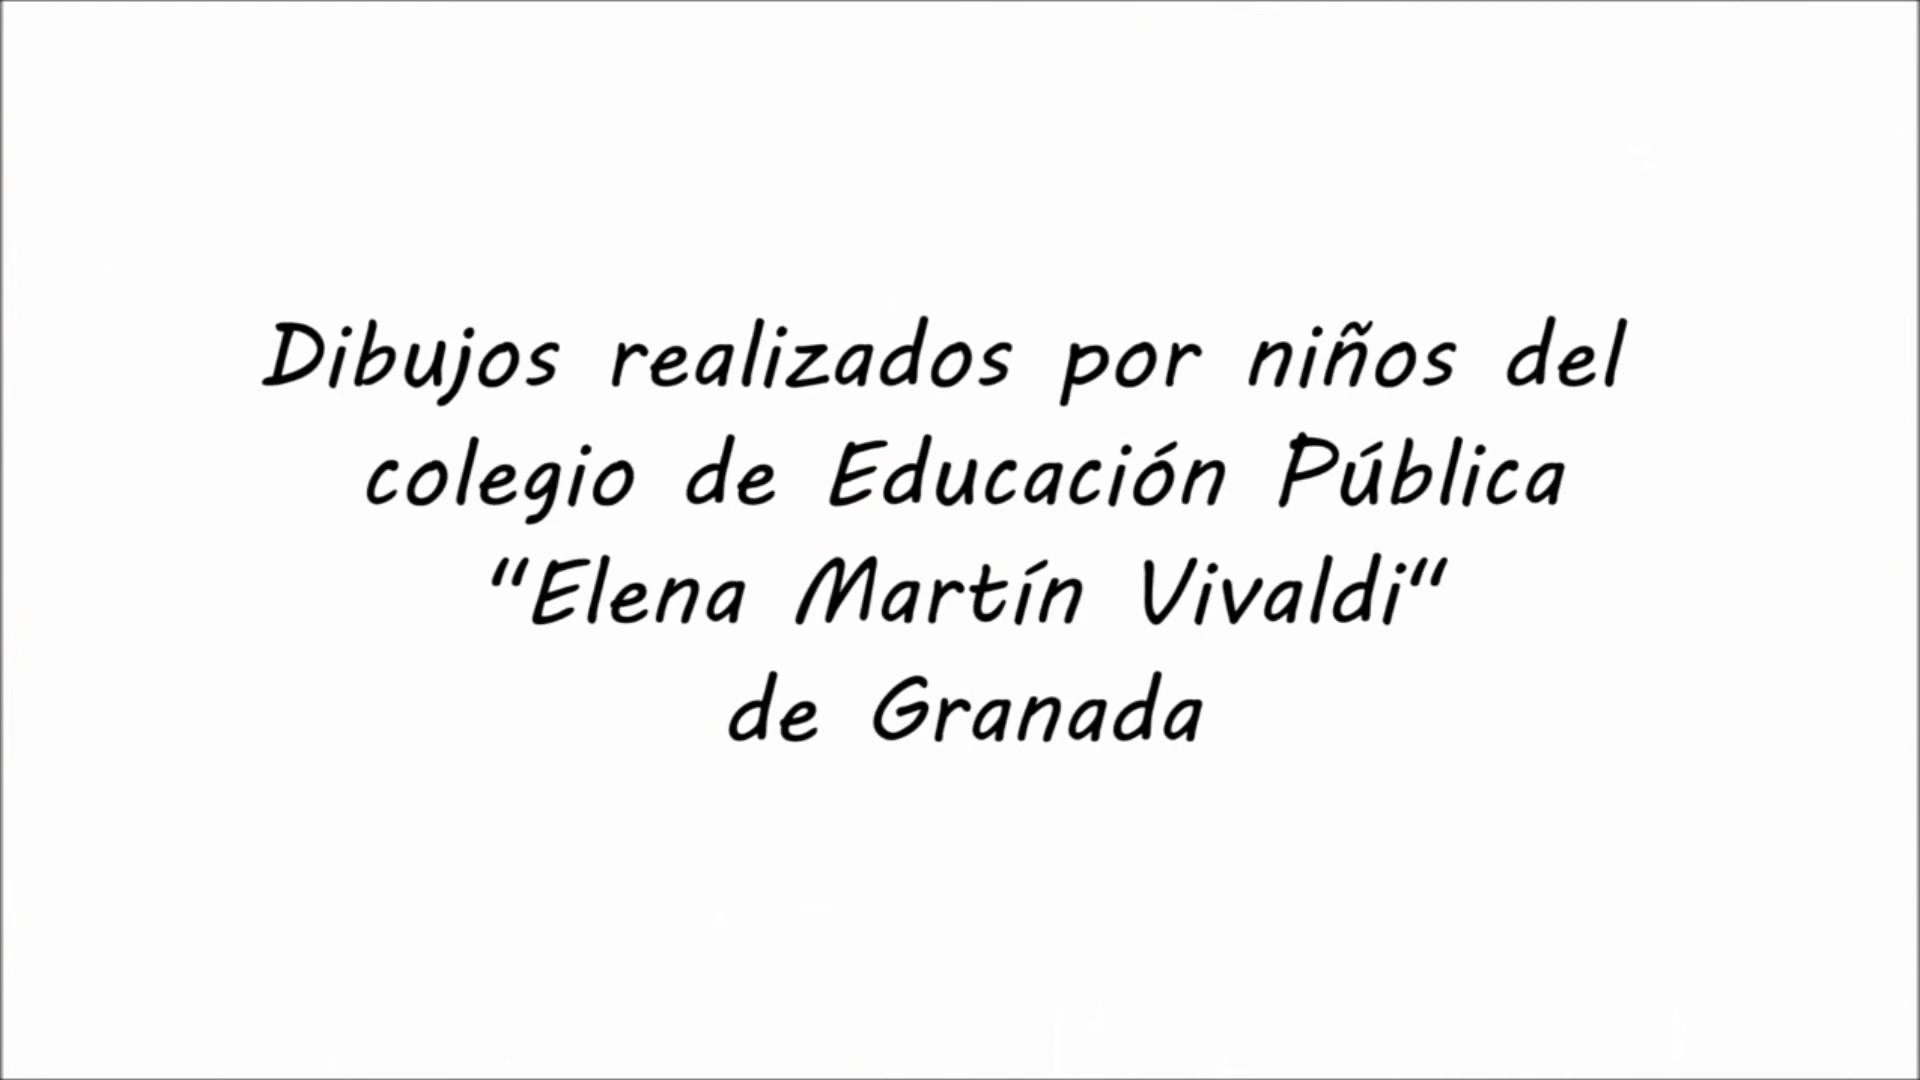 Dibujos realizados por niños del
colegio de Educación Pública
“Elena Martín Vivaldi“
de Granada